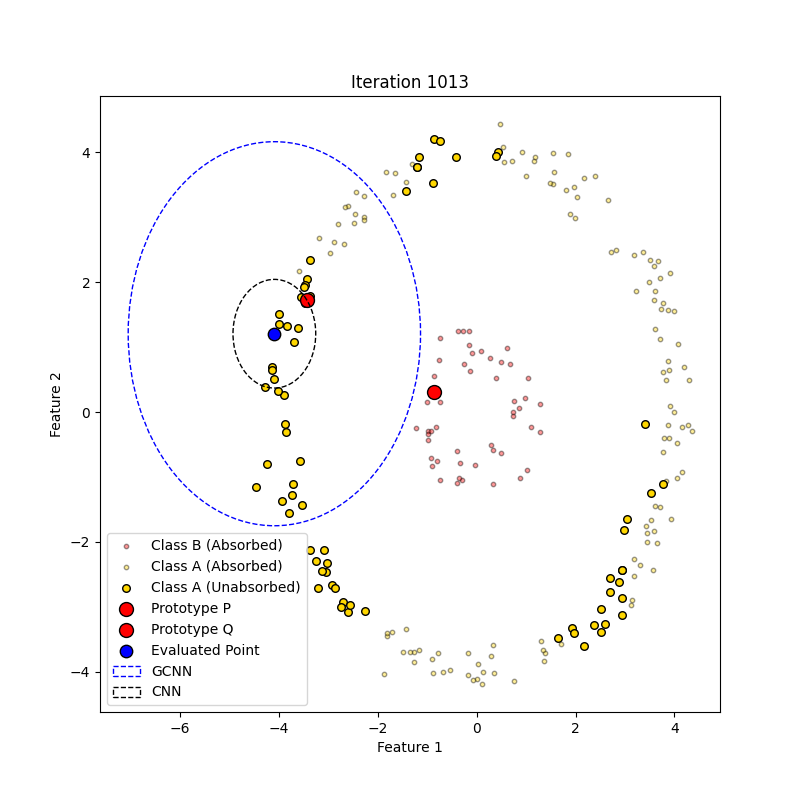 Iteration 1013
Feature 2
4
2
0
−2
−4
Class B (Absorbed)
Class A (Absorbed)
Class A (Unabsorbed)
Prototype P
Prototype Q
Evaluated Point
GCNN
CNN
−6 −4 −2 0 2 4
Feature 1